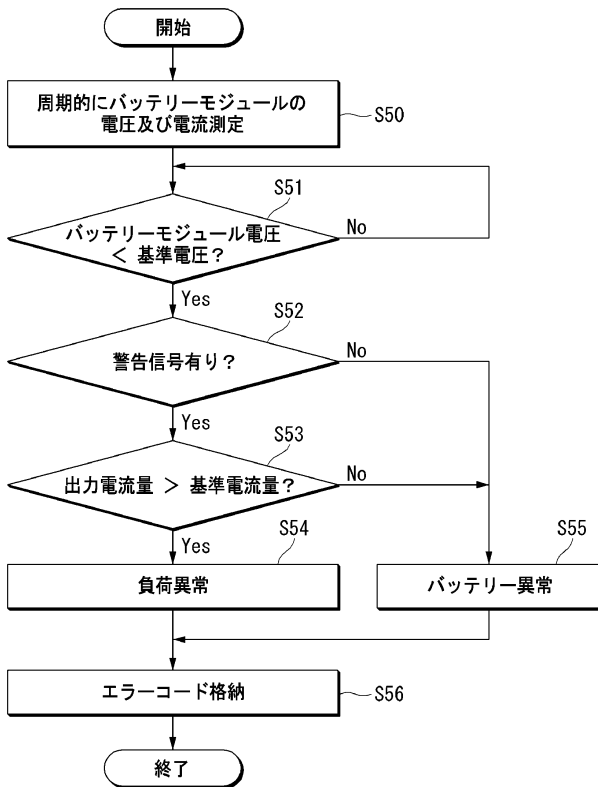 開始
周期的にバッテリーモジュールの
電圧及び電流測定
S50
S51
バッテリーモジュール電圧
< 基準電圧?
No
Yes
S52
警告信号有り?
No
Yes
S53
出力電流量 > 基準電流量?
No
Yes
S54
負荷異常
S55
バッテリー異常
エラーコード格納
S56
終了